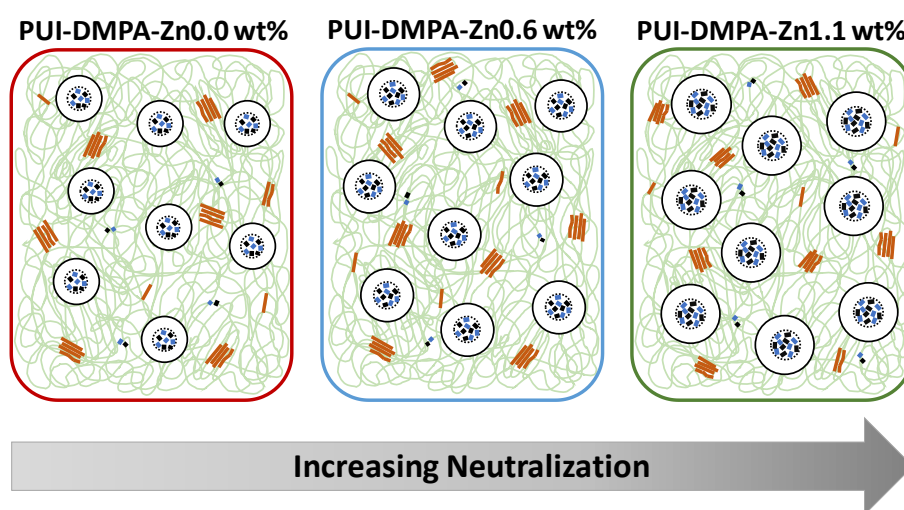 PUI-DMPA-Zn0.0 wt%
PUI-DMPA-Zn0.6 wt%
PUI-DMPA-Zn1.1 wt%
Increasing Neutralization